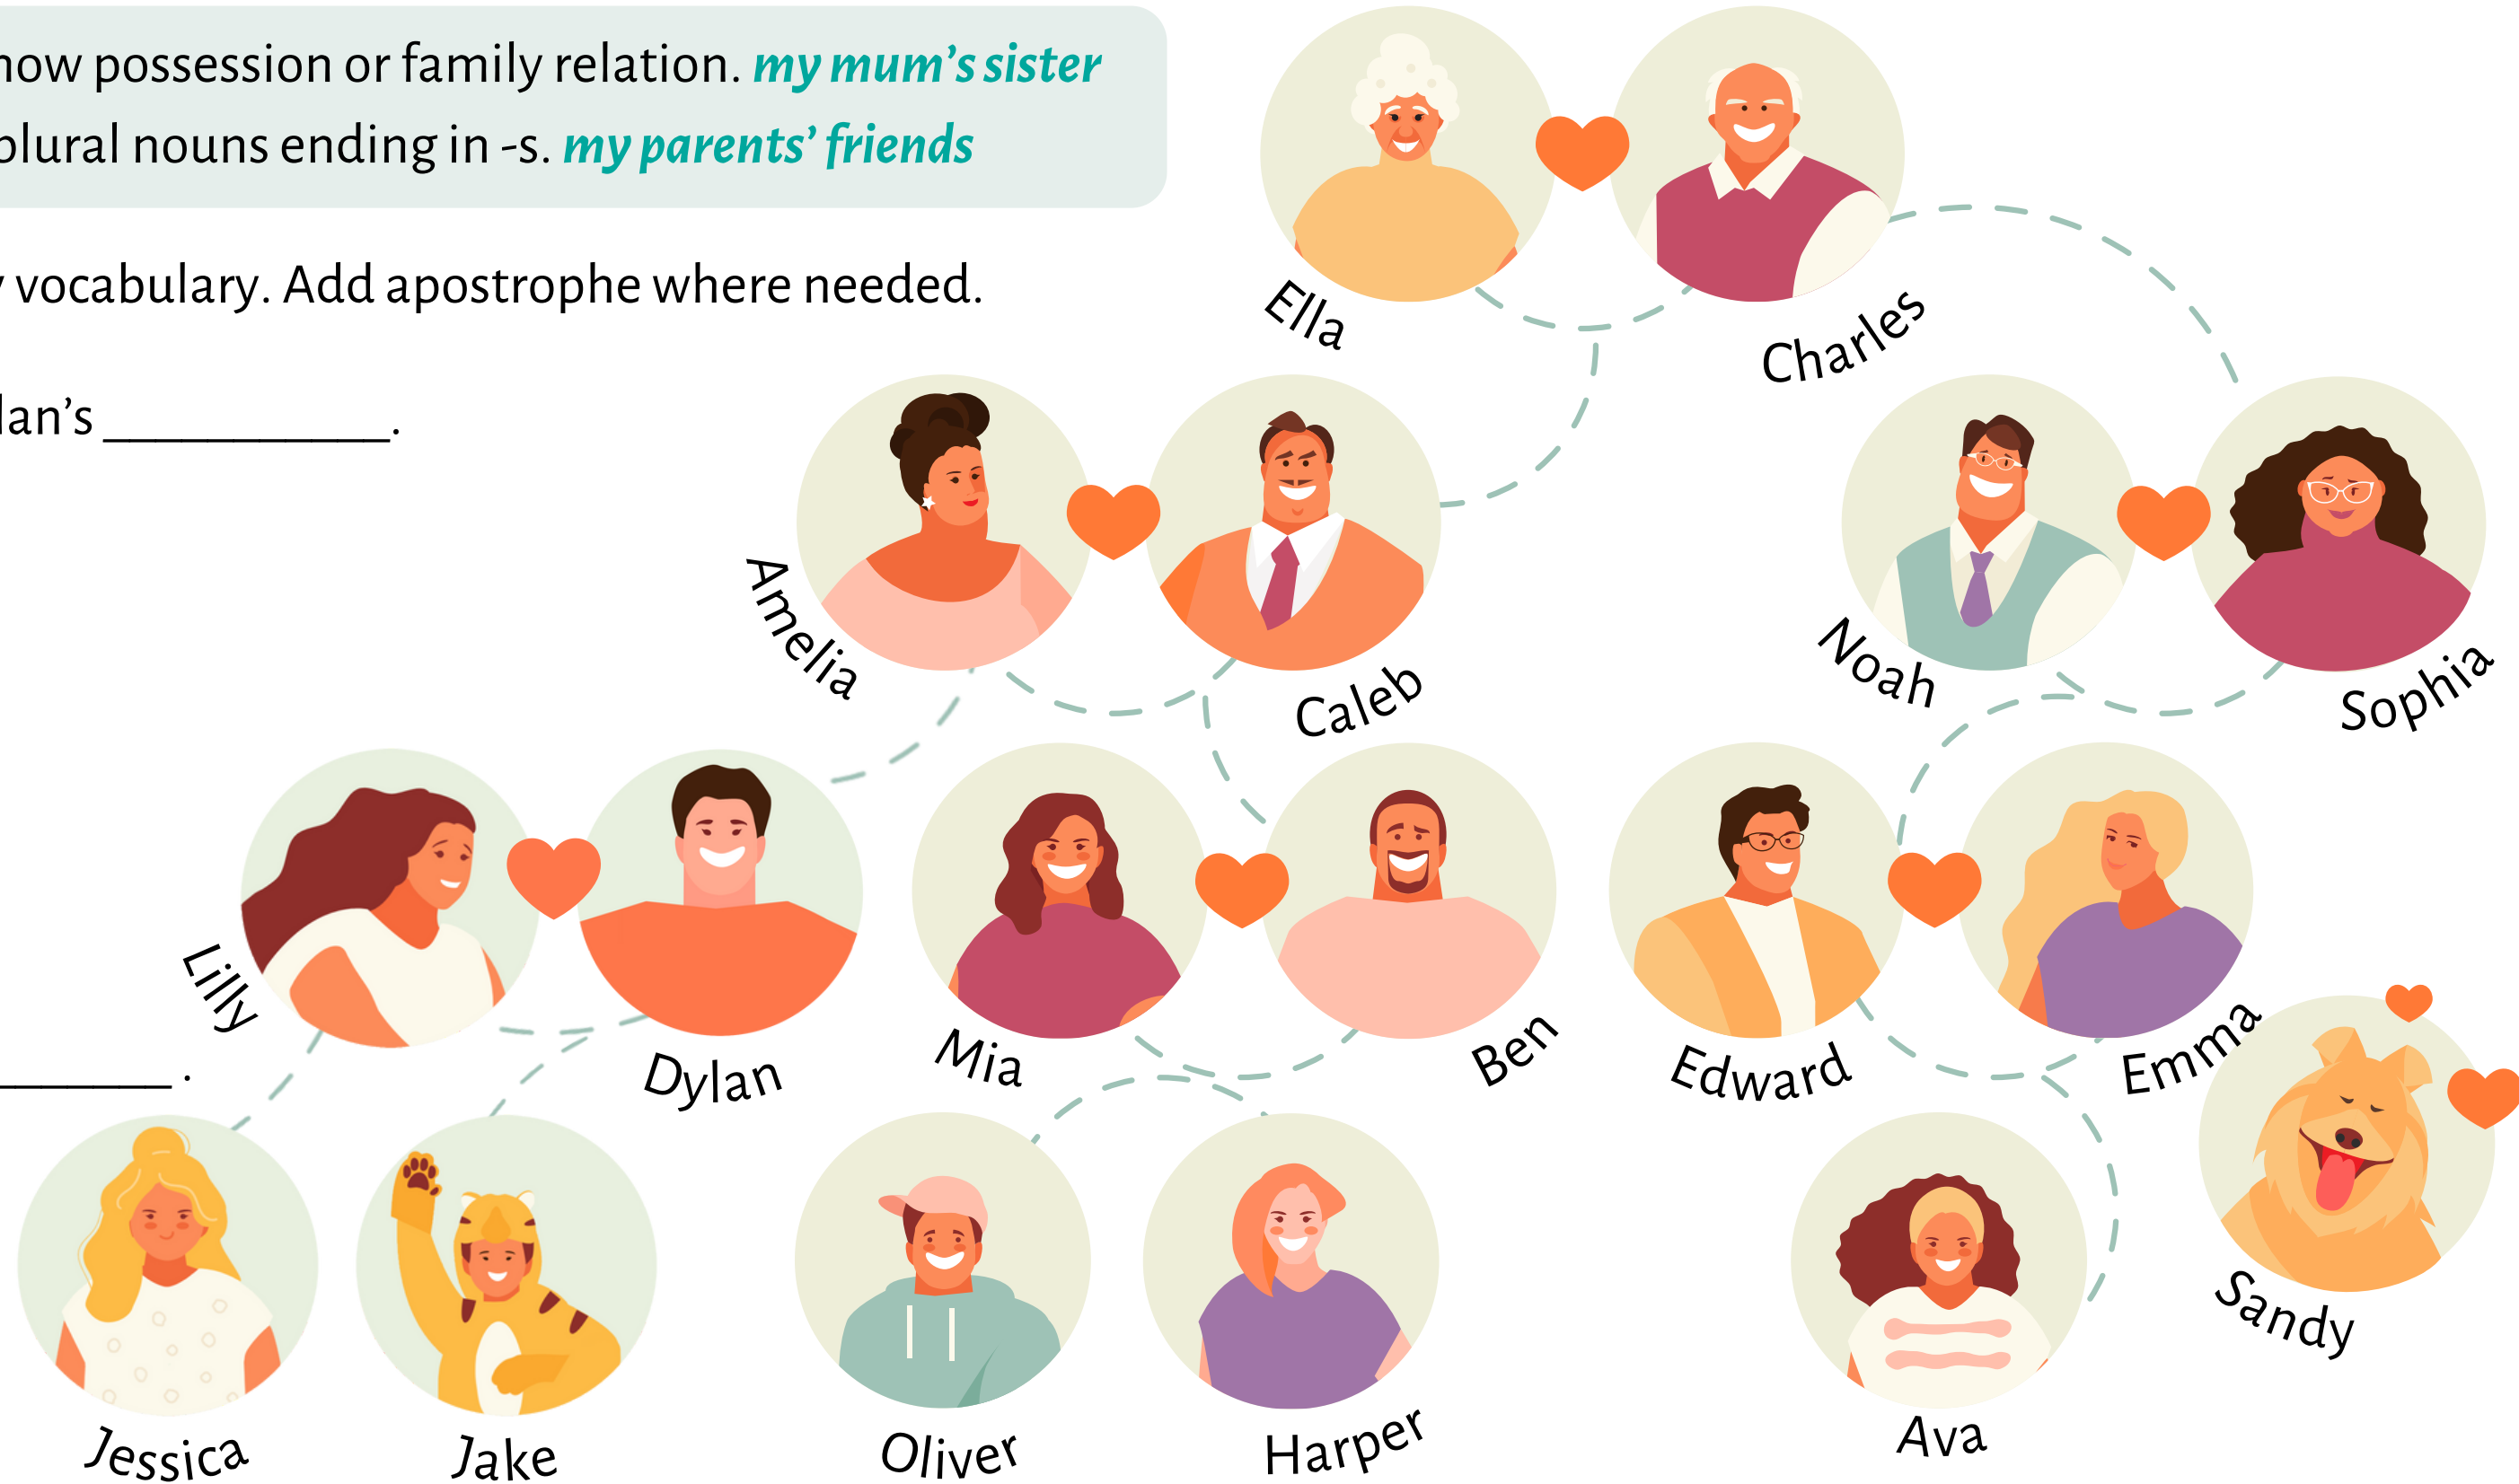 now possession or family relation. my mum's sister
plural nouns ending in -s. my parents' friends
y vocabulary. Add apostrophe where needed.
lan's ___________.
Ella
Charles
Amelia
Caleb
Noah
Sophia
Lilly
Dylan
Mia
Ben
Edward
Emma
_______ .
Sandy
Jessica
Jake
Oliver
Harper
Ava